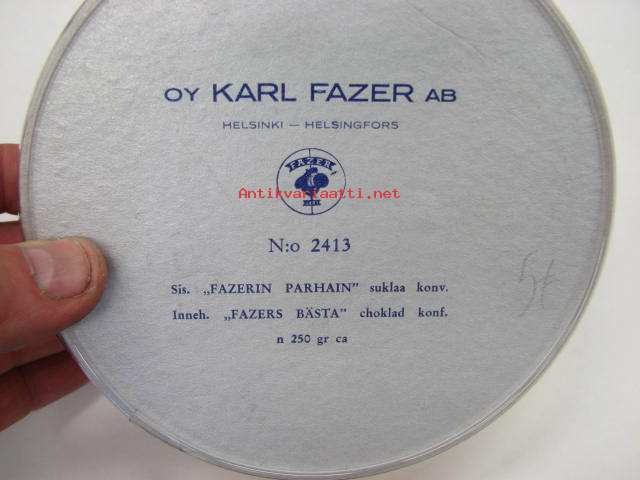 OY KARL FAZER AB
HELSINKI — HELSINGFORS
FAZER
Antikvariaatti.net
N:o 2413
Sis. „FAZERIN PARHAIN” suklaa konv.
Inneh. „FAZERS BÄSTA” choklad konf.
n 250 gr ca